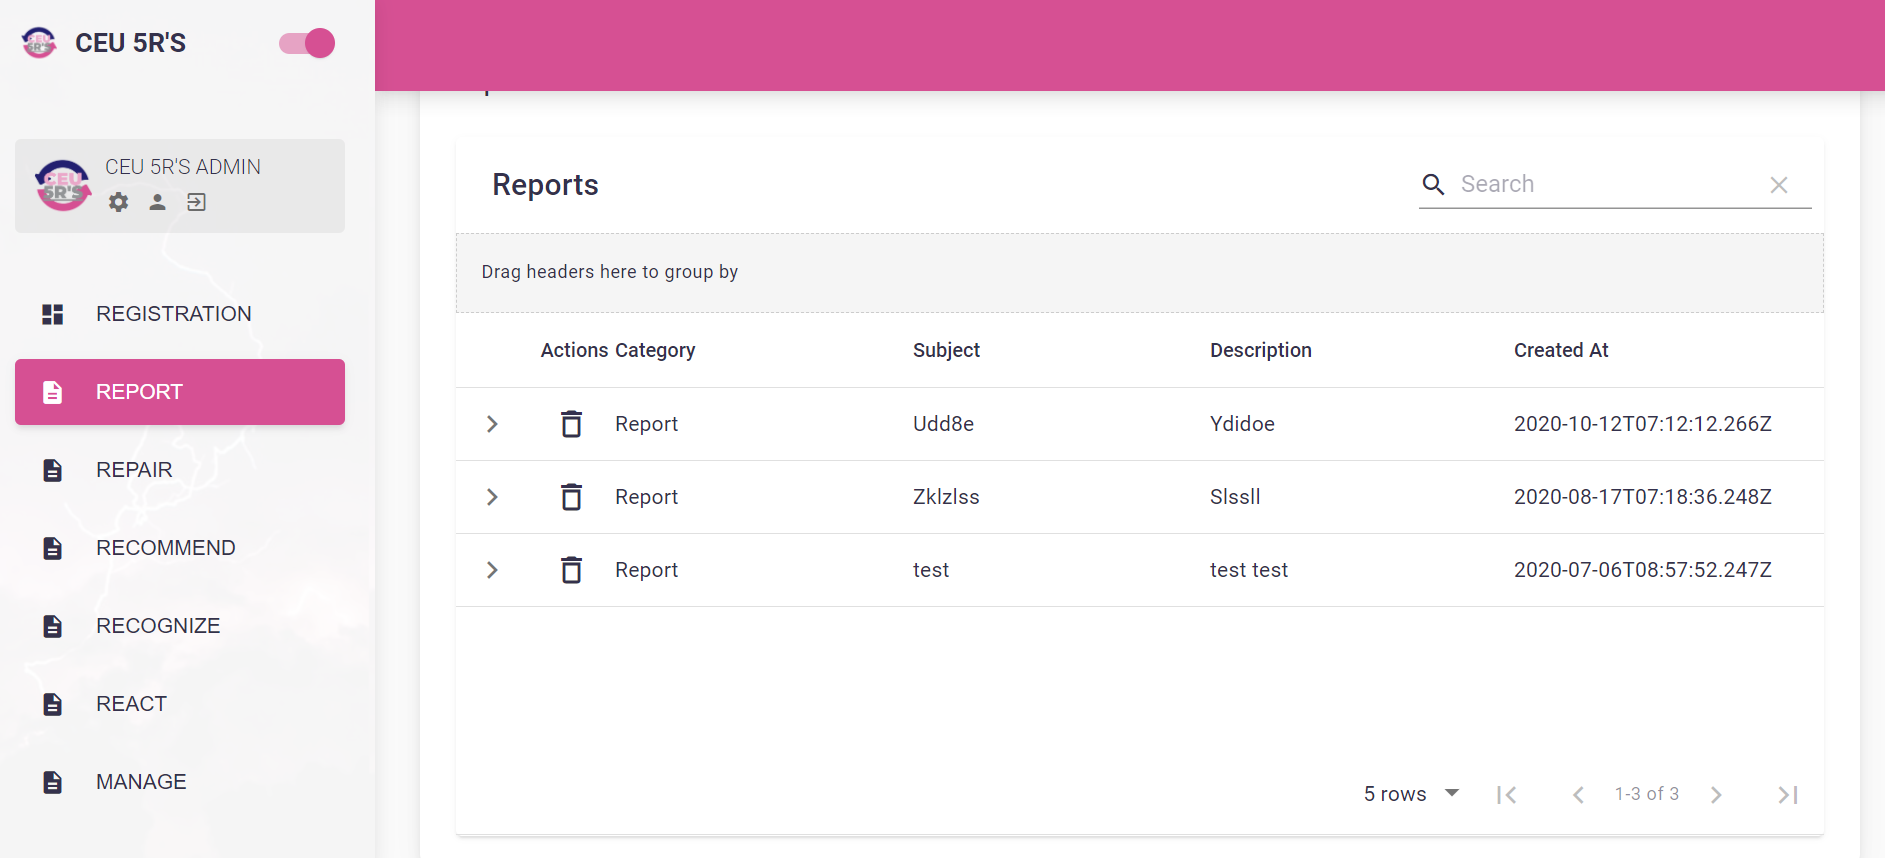 CEU 5R'S
CEU 5R'S ADMIN
REGISTRATION
REPORT
REPAIR
RECOMMEND
RECOGNIZE
REACT
MANAGE
Reports
Search
Drag headers here to group by
Actions Category Subject Description Created At
Report Udd8e Ydidoe 2020-10-12T07:12:12.266Z
Report Zklzlss Slssll 2020-08-17T07:18:36.248Z
Report test test test 2020-07-06T08:57:52.247Z
5 rows 1-3 of 3